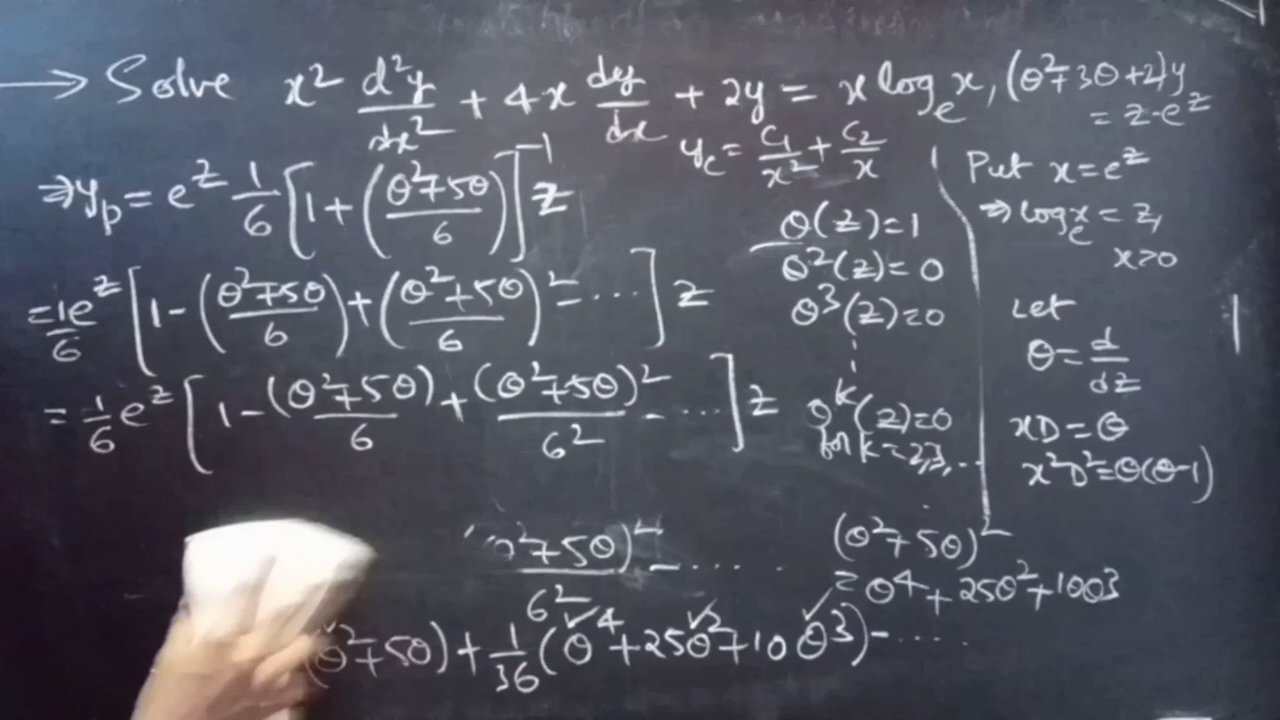 → Solve x² d²y/dx² + 4x dy/dx + 2y = x logₑx, (θ²+3θ+2)y
= z·e^z
y_c = c₁/x² + c₂/x
⇒ y_p = e^z 1/6 [1+((θ²+5θ)/6)]⁻¹ z
= 1/6 e^z [1-((θ²+5θ)/6)+((θ²+5θ)/6)² - ....] z
= 1/6 e^z [1-(θ²+5θ)/6+(θ²+5θ)²/6² - ....] z
θ²+5θ)²/6² - .....
(θ²+5θ)+1/36(θ⁴+25θ²+10θ³)-.....
θ(z)=1
θ²(z)=0
θ³(z)=0
θ^k(z)=0
for k=2,3,...
(θ²+5θ)²
= θ⁴+25θ²+10θ³
Put x=e^z
⇒ logₑx = z,
x>0
Let
θ = d/dz
xD=θ
x²D²=θ(θ-1)